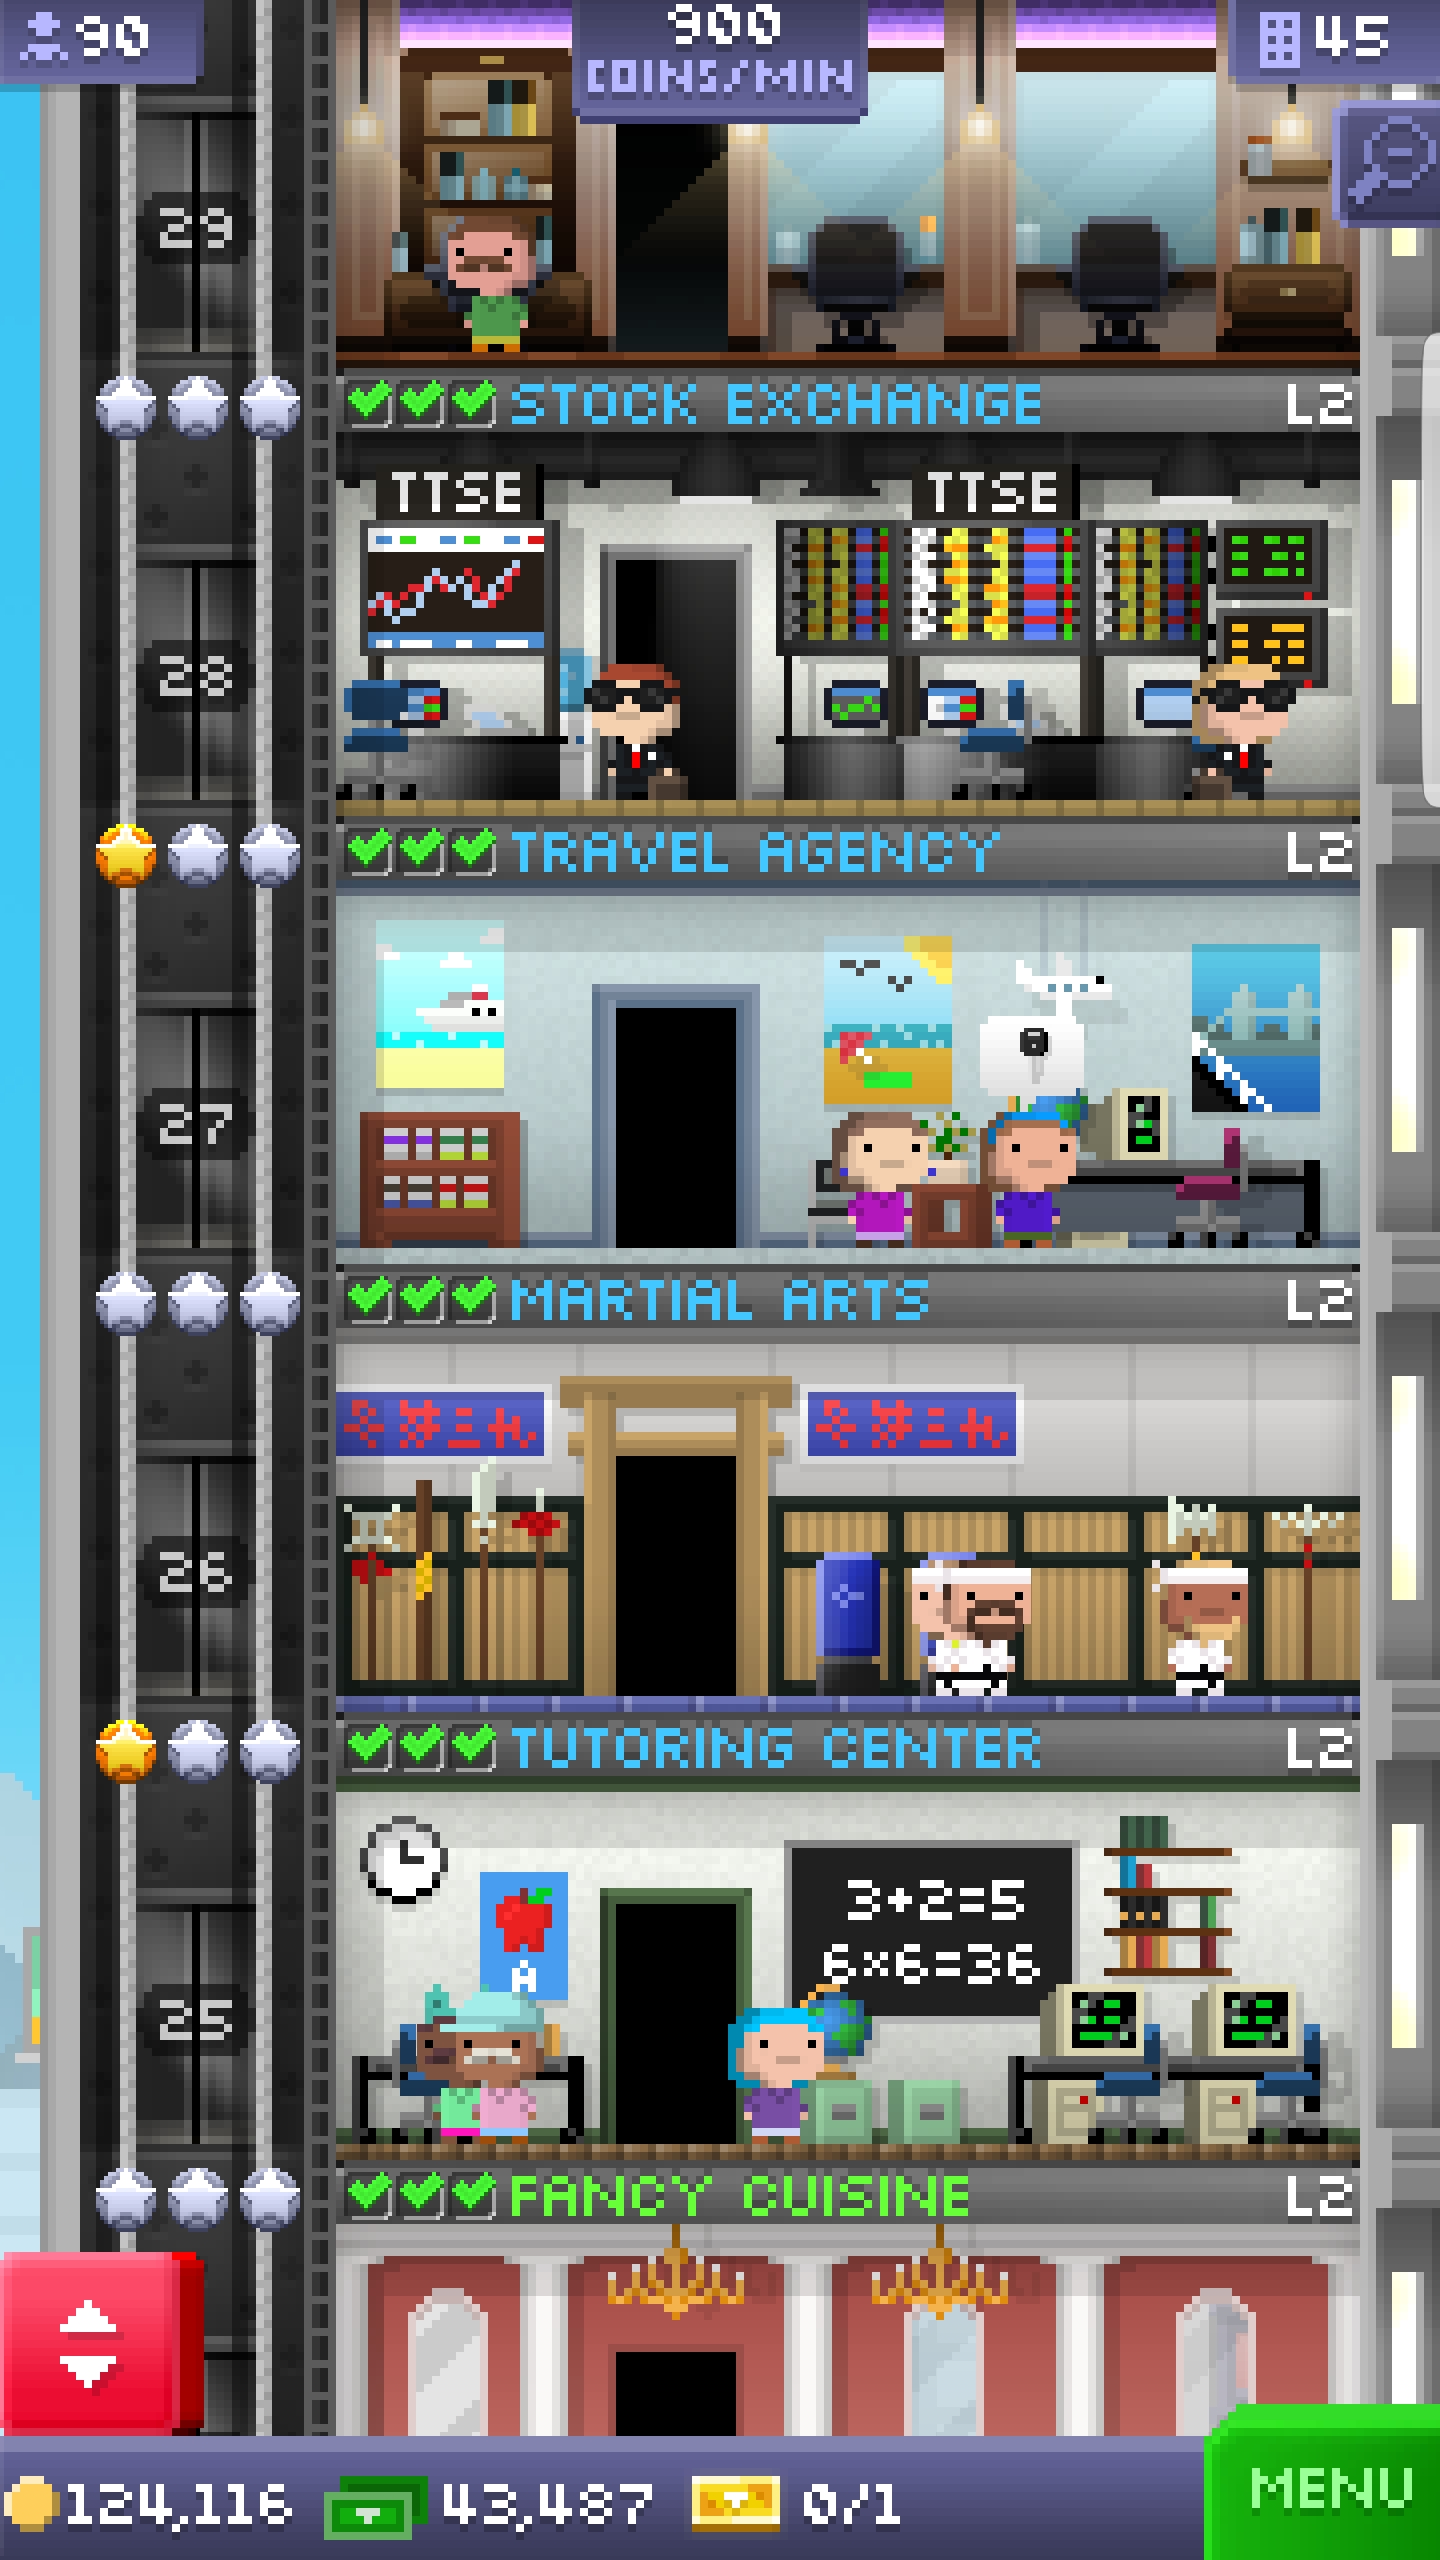 90
900
COINS/MIN
45
29
STOCK EXCHANGE L2
TTSE TTSE
28
TRAVEL AGENCY L2
27
MARTIAL ARTS L2
26
TUTORING CENTER L2
3+2=5
6×6=36
A
25
FANCY CUISINE L2
124,116 43,487 0/1
MENU